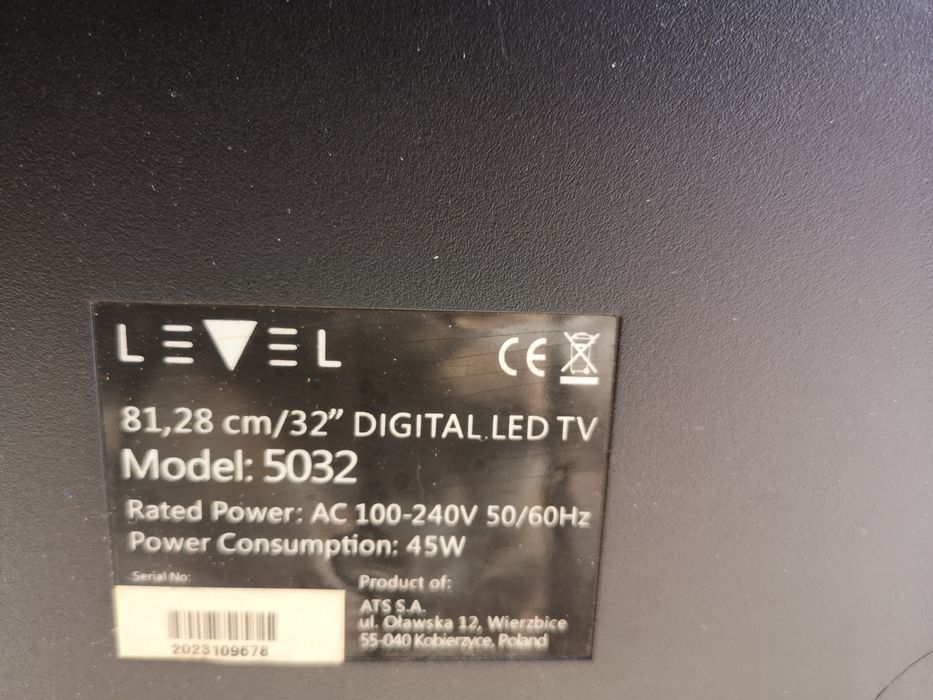 LEVEL CE
81,28 cm/32” DIGITAL LED TV
Model: 5032
Rated Power: AC 100-240V 50/60Hz
Power Consumption: 45W
Serial No:
2023109678
Product of:
ATS S.A.
ul. Oławska 12, Wierzbice
55-040 Kobierzyce, Poland